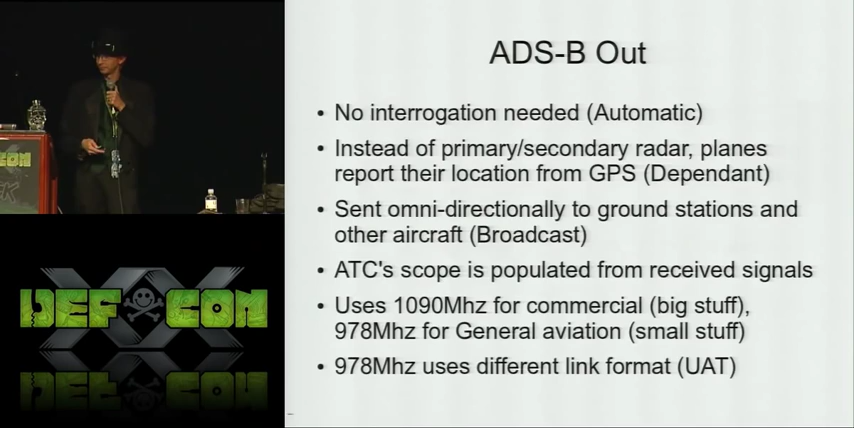 ADS-B Out
• No interrogation needed (Automatic)
• Instead of primary/secondary radar, planes
report their location from GPS (Dependant)
• Sent omni-directionally to ground stations and
other aircraft (Broadcast)
• ATC's scope is populated from received signals
• Uses 1090Mhz for commercial (big stuff),
978Mhz for General aviation (small stuff)
• 978Mhz uses different link format (UAT)
DEF CON
XX